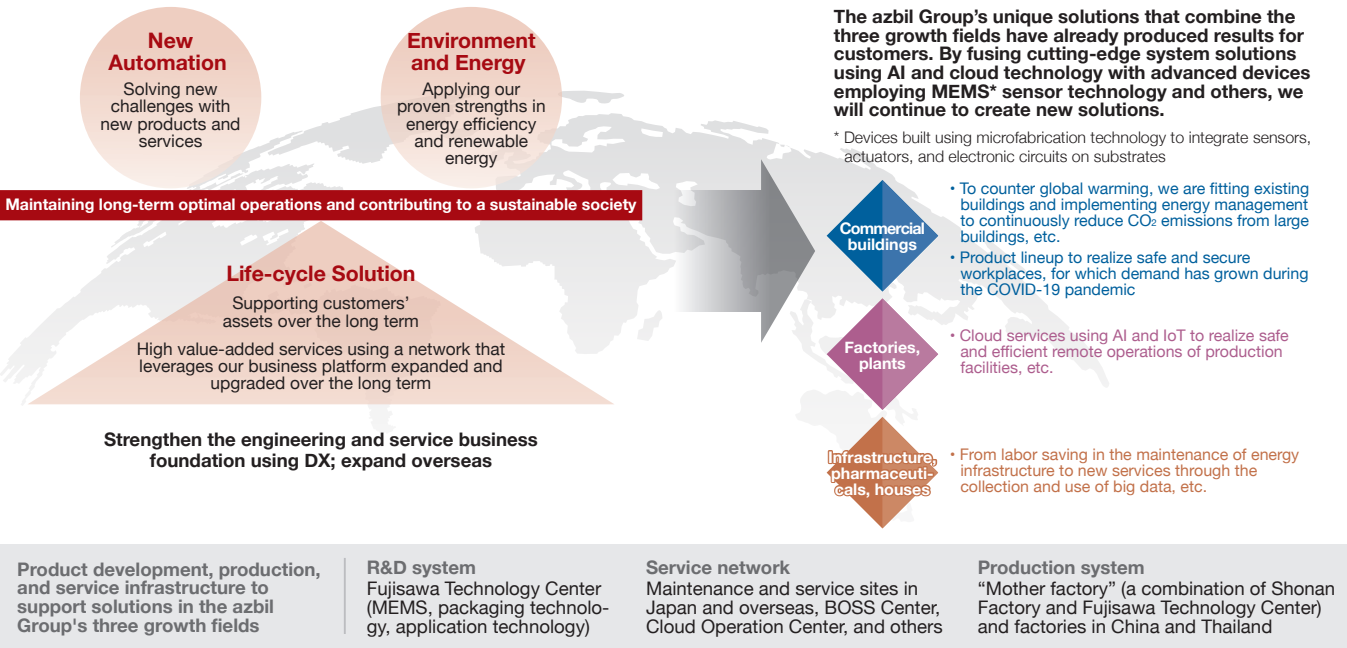 New
Automation
Solving new
challenges with
new products and
services
Environment
and Energy
Applying our
proven strengths in
energy efficiency
and renewable
energy
Maintaining long-term optimal operations and contributing to a sustainable society
Life-cycle Solution
Supporting customers’
assets over the long term
High value-added services using a network that
leverages our business platform expanded and
upgraded over the long term
Strengthen the engineering and service business
foundation using DX; expand overseas
The azbil Group’s unique solutions that combine the
three growth fields have already produced results for
customers. By fusing cutting-edge system solutions
using AI and cloud technology with advanced devices
employing MEMS* sensor technology and others, we
will continue to create new solutions.
* Devices built using microfabrication technology to integrate sensors,
actuators, and electronic circuits on substrates
Commercial
buildings
• To counter global warming, we are fitting existing
buildings and implementing energy management
to continuously reduce CO₂ emissions from large
buildings, etc.
• Product lineup to realize safe and secure
workplaces, for which demand has grown during
the COVID-19 pandemic
Factories,
plants
• Cloud services using AI and IoT to realize safe
and efficient remote operations of production
facilities, etc.
Infrastructure,
pharmaceuti-
cals, houses
• From labor saving in the maintenance of energy
infrastructure to new services through the
collection and use of big data, etc.
Product development, production,
and service infrastructure to
support solutions in the azbil
Group's three growth fields
R&D system
Fujisawa Technology Center
(MEMS, packaging technolo-
gy, application technology)
Service network
Maintenance and service sites in
Japan and overseas, BOSS Center,
Cloud Operation Center, and others
Production system
“Mother factory” (a combination of Shonan
Factory and Fujisawa Technology Center)
and factories in China and Thailand